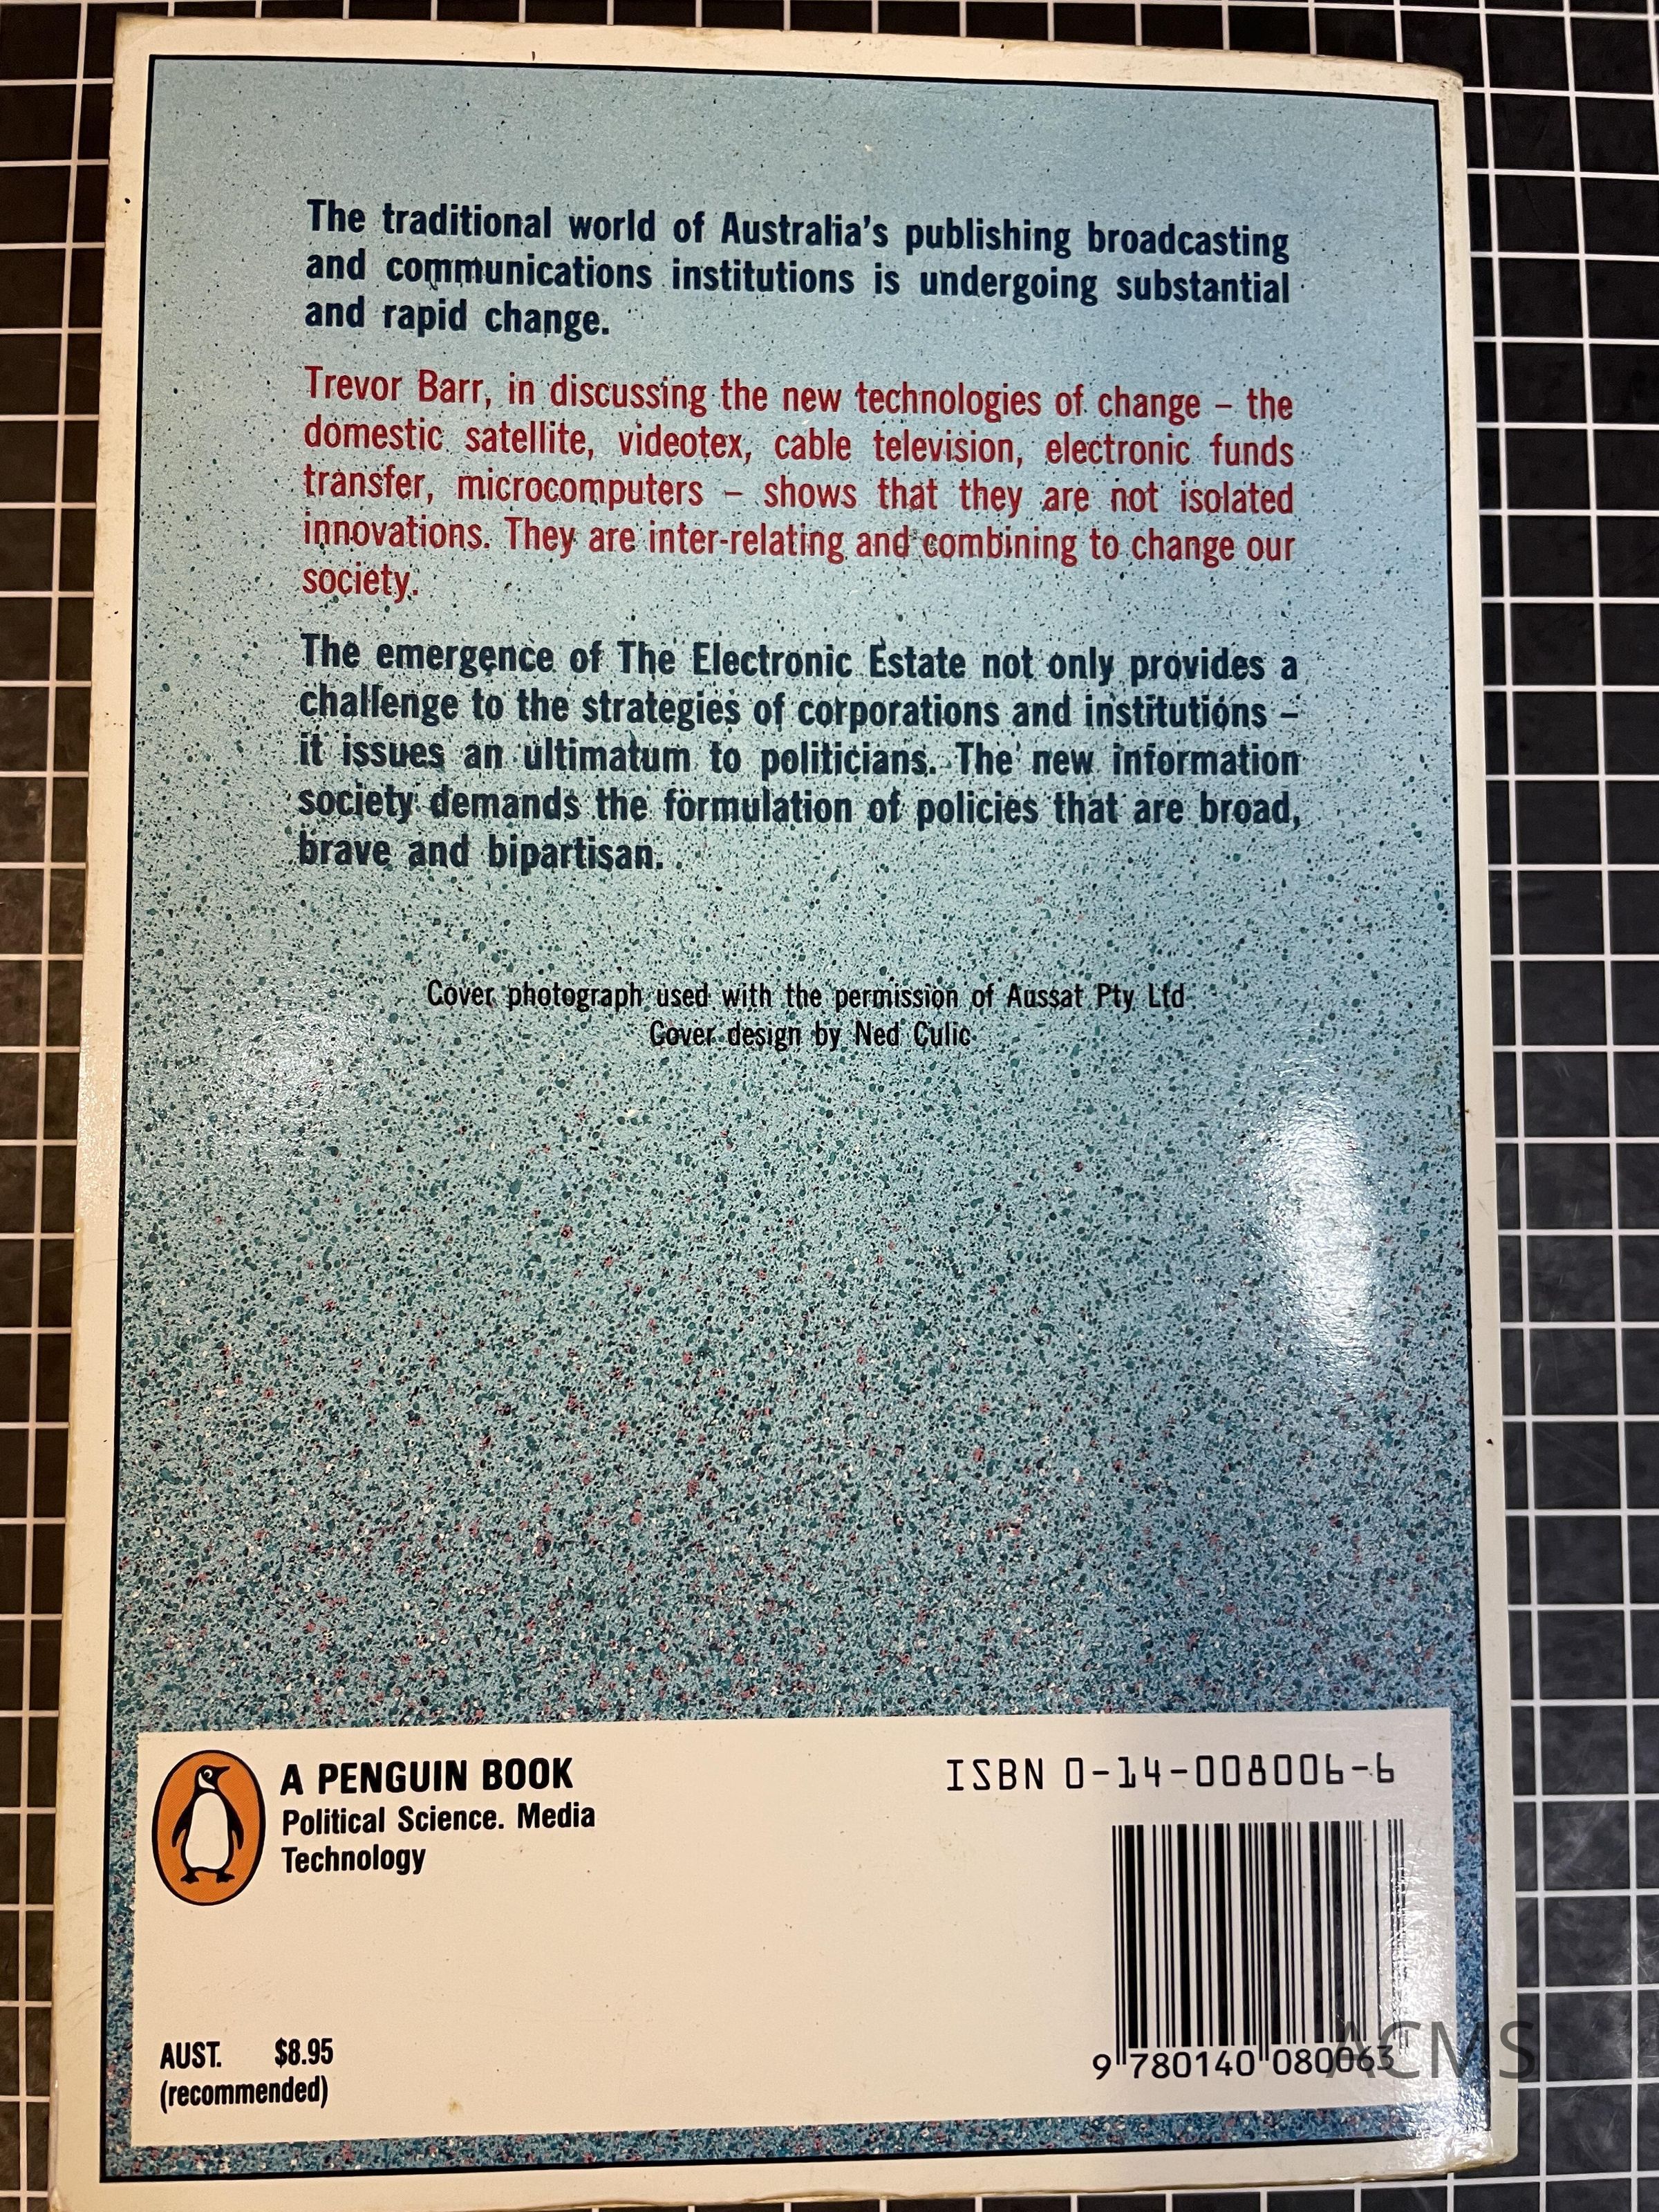 The traditional world of Australia's publishing broadcasting
and communications institutions is undergoing substantial
and rapid change.
Trevor Barr, in discussing the new technologies of change – the
domestic satellite, videotex, cable television, electronic funds
transfer, microcomputers – shows that they are not isolated
innovations. They are inter-relating and combining to change our
society.
The emergence of The Electronic Estate not only provides a
challenge to the strategies of corporations and institutions –
it issues an ultimatum to politicians. The new information
society demands the formulation of policies that are broad,
brave and bipartisan.
Cover photograph used with the permission of Aussat Pty Ltd
Cover design by Ned Culic
A PENGUIN BOOK
Political Science. Media
Technology
ISBN 0-14-008006-6
9 780140 080063
AUST. $8.95
(recommended)
ACMS